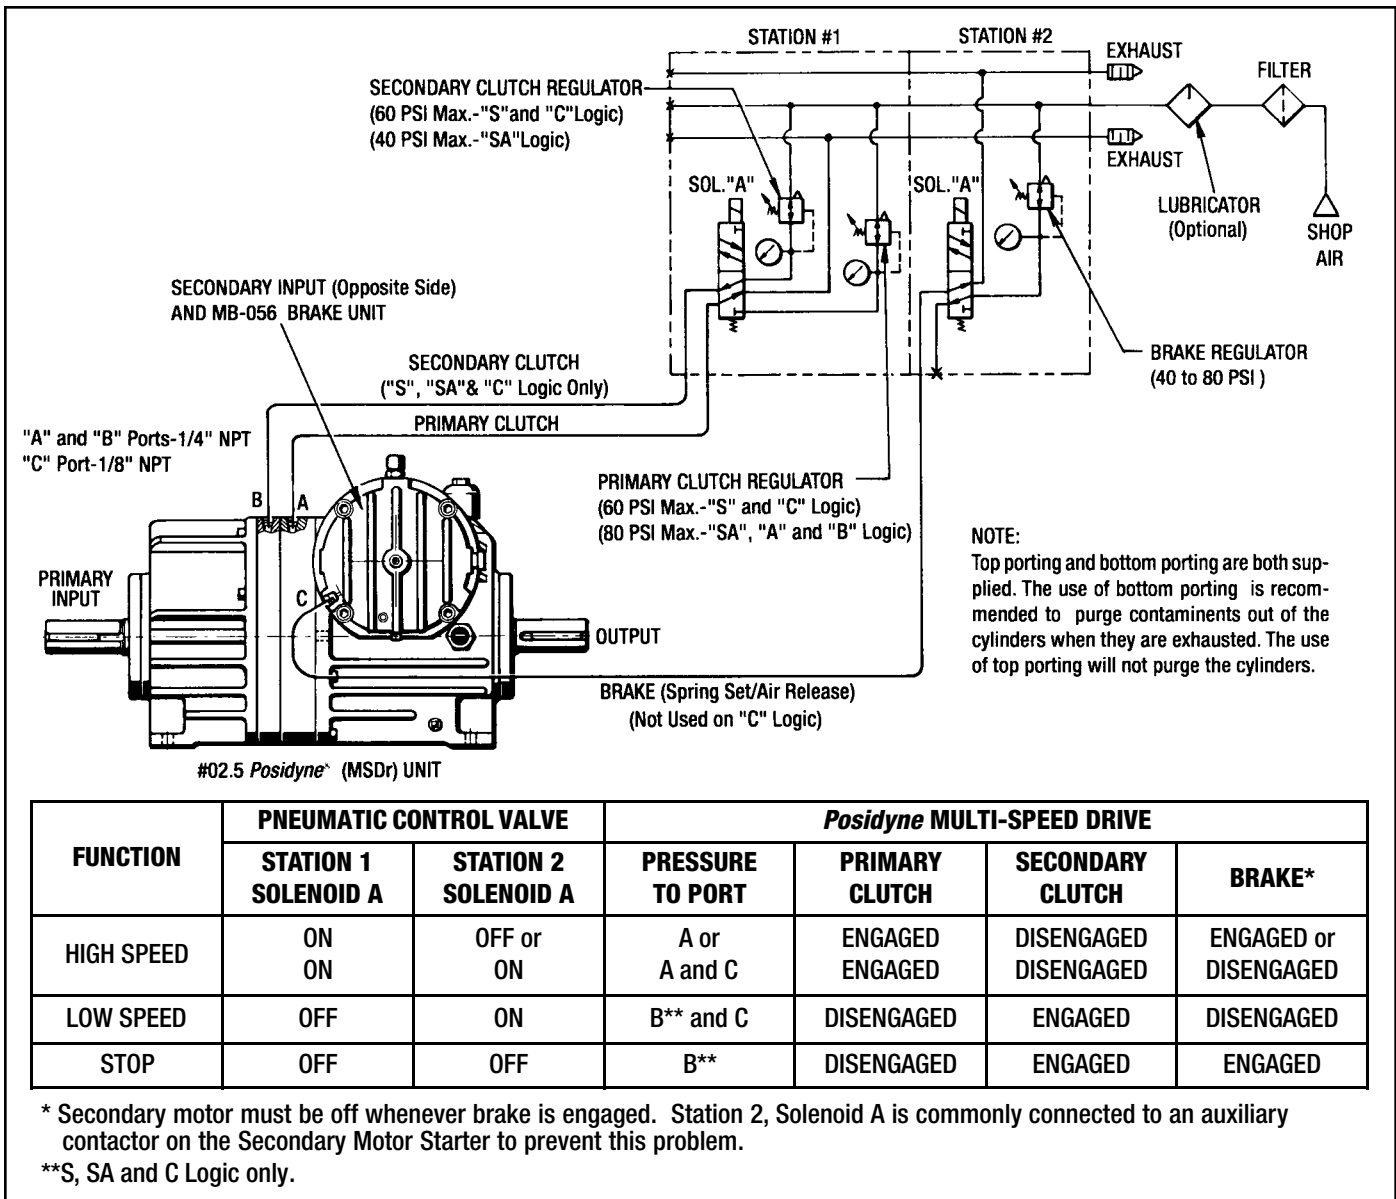 STATION #1
STATION #2
EXHAUST
FILTER
SECONDARY CLUTCH REGULATOR
(60 PSI Max.-"S"and "C"Logic)
(40 PSI Max.-"SA"Logic)
EXHAUST
SOL."A"
SOL."A"
LUBRICATOR
(Optional)
SHOP
AIR
SECONDARY INPUT (Opposite Side)
AND MB-056 BRAKE UNIT
SECONDARY CLUTCH
("S", "SA"& "C" Logic Only)
BRAKE REGULATOR
(40 to 80 PSI )
PRIMARY CLUTCH
"A" and "B" Ports-1/4" NPT
"C" Port-1/8" NPT
B
A
PRIMARY CLUTCH REGULATOR
(60 PSI Max.-"S" and "C" Logic)
(80 PSI Max.-"SA", "A" and "B" Logic)
NOTE:
Top porting and bottom porting are both sup-
plied. The use of bottom porting is recom-
mended to purge contaminents out of the
cylinders when they are exhausted. The use
of top porting will not purge the cylinders.
PRIMARY
INPUT
C
OUTPUT
BRAKE (Spring Set/Air Release)
(Not Used on "C" Logic)
#02.5 Posidyne* (MSDr) UNIT
FUNCTION
PNEUMATIC CONTROL VALVE
Posidyne MULTI-SPEED DRIVE
STATION 1
SOLENOID A
STATION 2
SOLENOID A
PRESSURE
TO PORT
PRIMARY
CLUTCH
SECONDARY
CLUTCH
BRAKE*
HIGH SPEED
ON
ON
OFF or
ON
A or
A and C
ENGAGED
ENGAGED
DISENGAGED
DISENGAGED
ENGAGED or
DISENGAGED
LOW SPEED
OFF
ON
B** and C
DISENGAGED
ENGAGED
DISENGAGED
STOP
OFF
OFF
B**
DISENGAGED
ENGAGED
ENGAGED
* Secondary motor must be off whenever brake is engaged. Station 2, Solenoid A is commonly connected to an auxiliary
contactor on the Secondary Motor Starter to prevent this problem.
**S, SA and C Logic only.